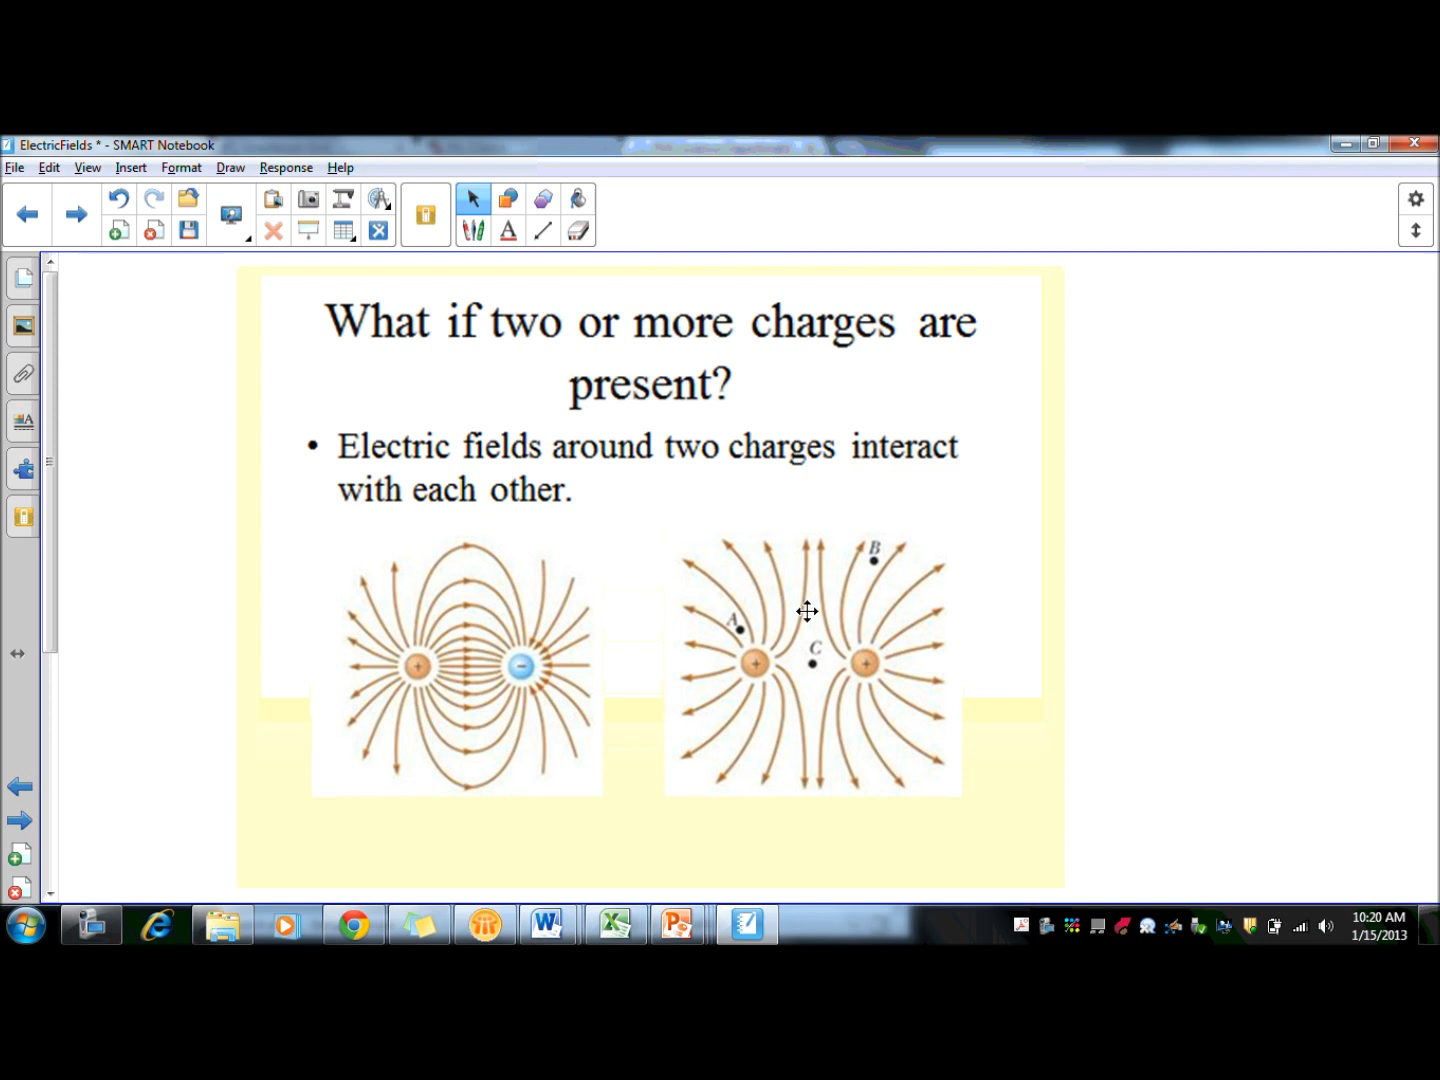 ElectricFields * - SMART Notebook
File Edit View Insert Format Draw Response Help
What if two or more charges are
present?
• Electric fields around two charges interact
with each other.
B
A
C
+ − + +
10:20 AM
1/15/2013